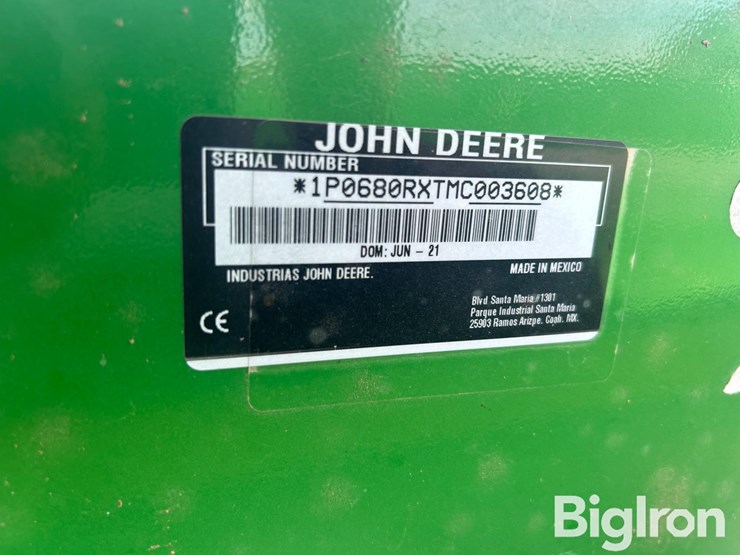 JOHN DEERE
SERIAL NUMBER
*1P0680RXTMC003608*
DOM: JUN - 21
INDUSTRIAS JOHN DEERE.
MADE IN MEXICO
Blvd Santa Maria #1301
Parque Industrial Santa Maria
25903 Ramos Arizpe. Coah. MX.
CE
BigIron